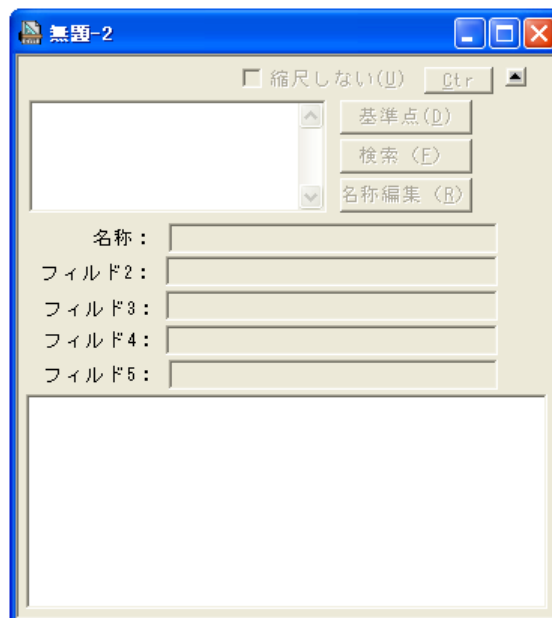 無題-2
縮尺しない(U) Ctr
基準点(D)
検索 (F)
名称編集 (R)
名称：
フィルド2：
フィルド3：
フィルド4：
フィルド5：